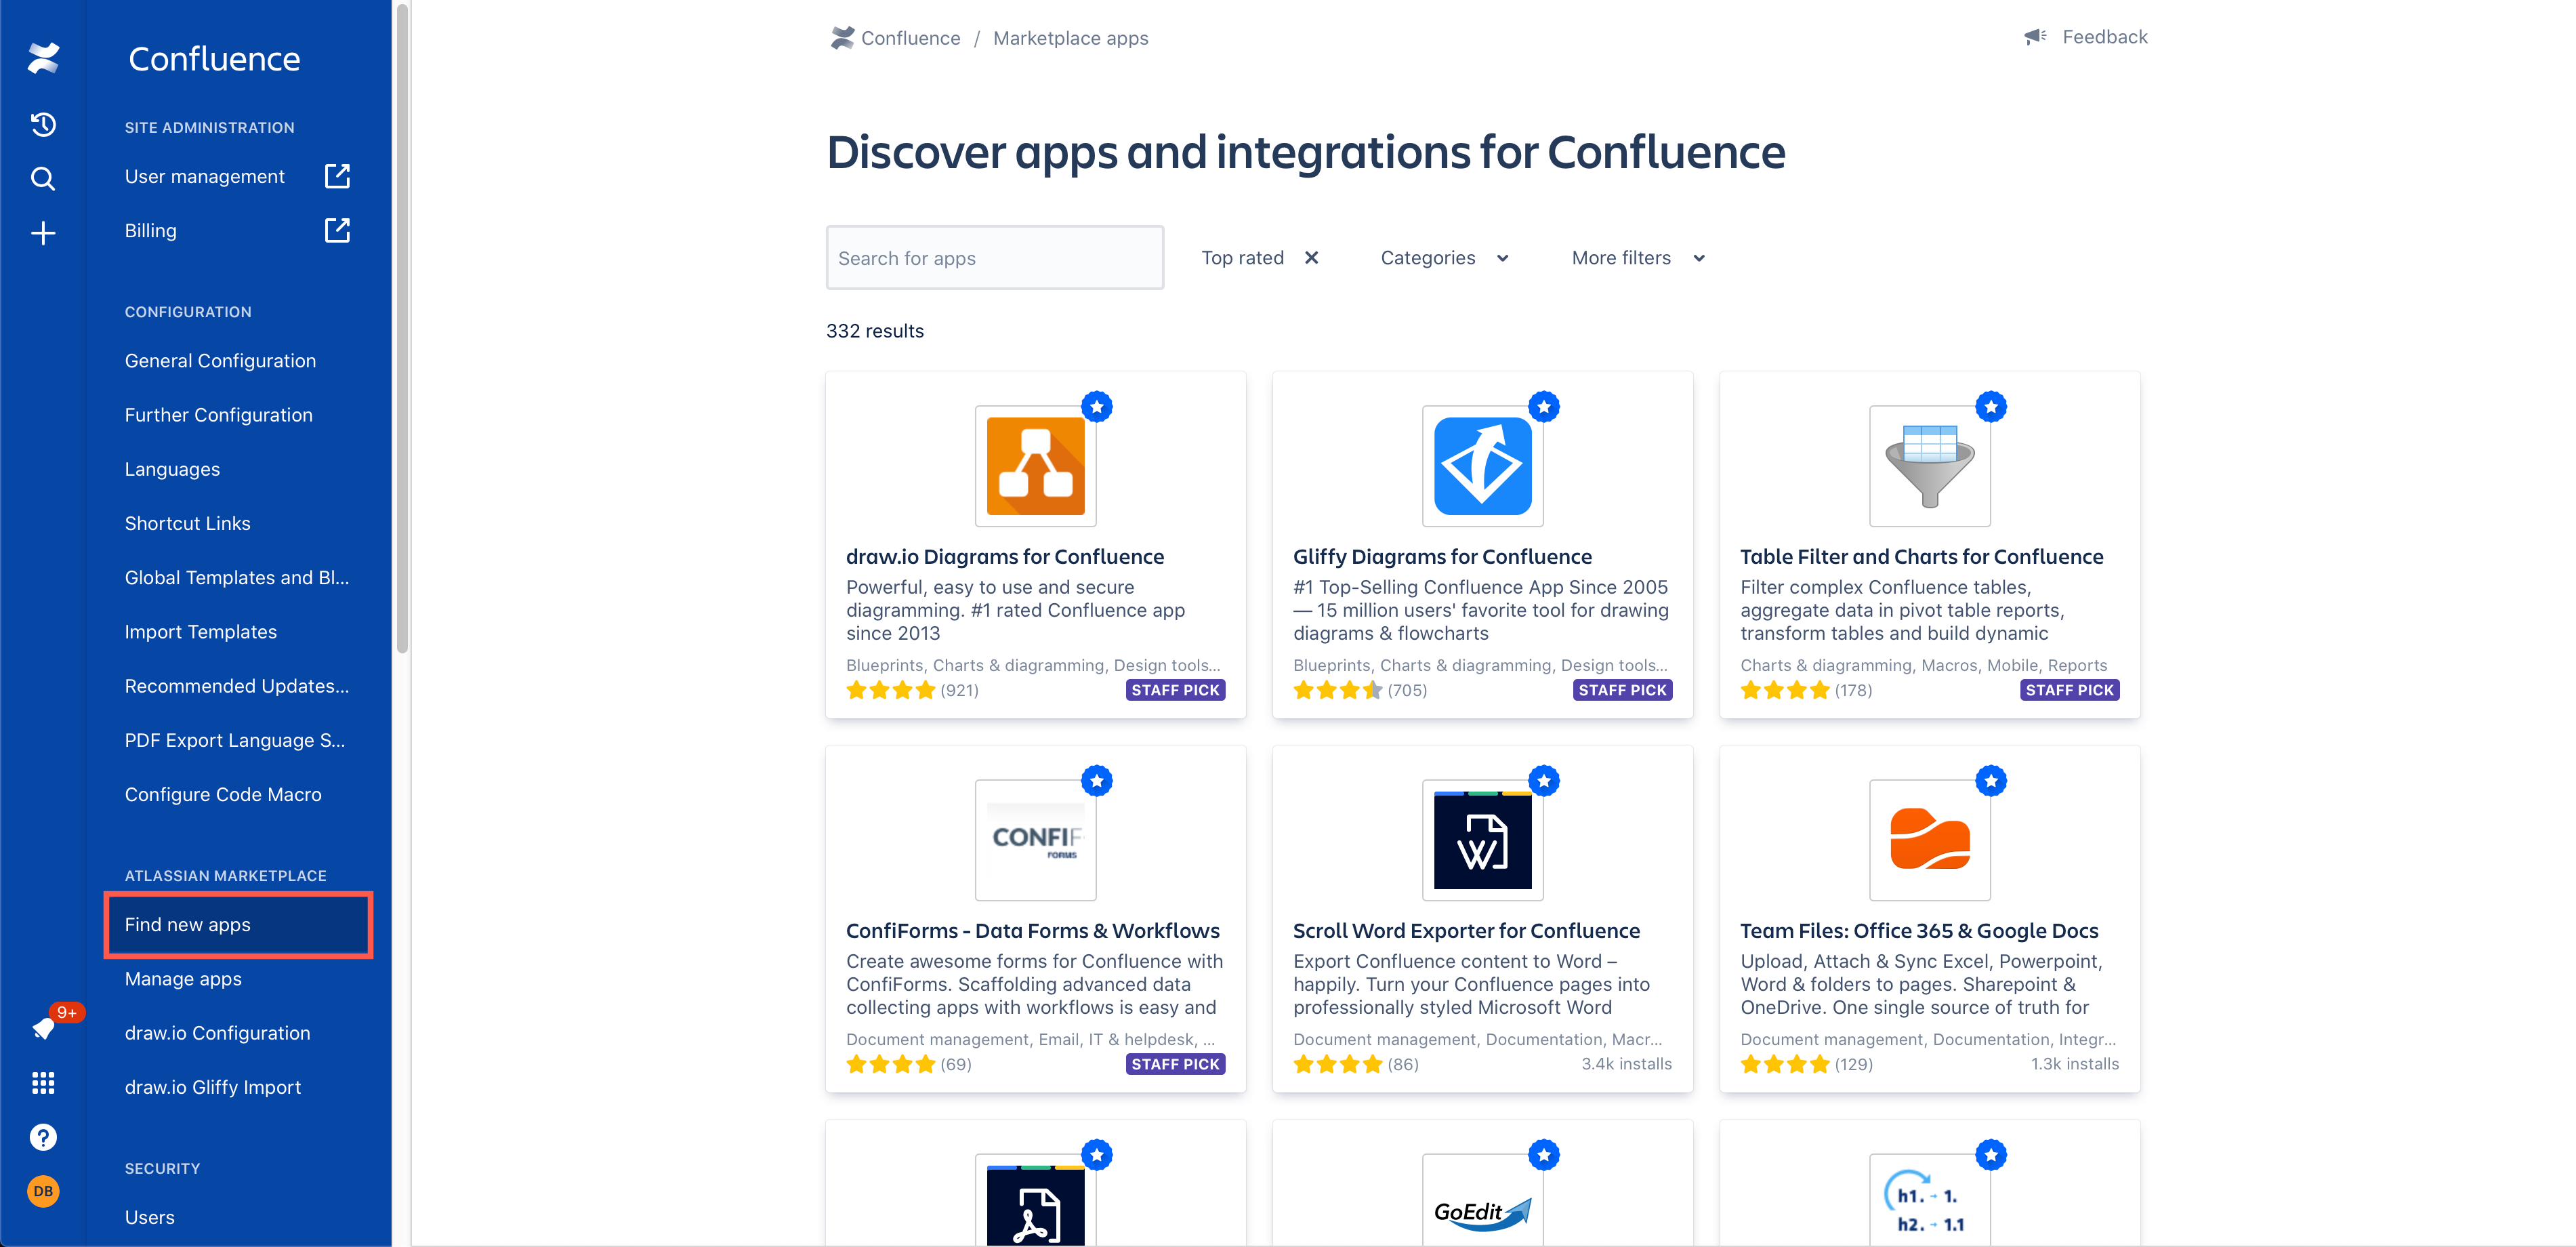 Confluence
SITE ADMINISTRATION
User management
Billing
CONFIGURATION
General Configuration
Further Configuration
Languages
Shortcut Links
Global Templates and Bl...
Import Templates
Recommended Updates...
PDF Export Language S...
Configure Code Macro
ATLASSIAN MARKETPLACE
Find new apps
Manage apps
draw.io Configuration
draw.io Gliffy Import
SECURITY
Users
9+
?
DB
Confluence / Marketplace apps
Feedback
Discover apps and integrations for Confluence
Search for apps
Top rated
Categories
More filters
332 results
draw.io Diagrams for Confluence
Powerful, easy to use and secure
diagramming. #1 rated Confluence app
since 2013
Blueprints, Charts & diagramming, Design tools...
(921)
STAFF PICK
Gliffy Diagrams for Confluence
#1 Top-Selling Confluence App Since 2005
— 15 million users' favorite tool for drawing
diagrams & flowcharts
Blueprints, Charts & diagramming, Design tools...
(705)
STAFF PICK
Table Filter and Charts for Confluence
Filter complex Confluence tables,
aggregate data in pivot table reports,
transform tables and build dynamic
Charts & diagramming, Macros, Mobile, Reports
(178)
STAFF PICK
CONFIF
FORMS
ConfiForms - Data Forms & Workflows
Create awesome forms for Confluence with
ConfiForms. Scaffolding advanced data
collecting apps with workflows is easy and
Document management, Email, IT & helpdesk, ...
(69)
STAFF PICK
W
Scroll Word Exporter for Confluence
Export Confluence content to Word –
happily. Turn your Confluence pages into
professionally styled Microsoft Word
Document management, Documentation, Macr...
(86)
3.4k installs
Team Files: Office 365 & Google Docs
Upload, Attach & Sync Excel, Powerpoint,
Word & folders to pages. Sharepoint &
OneDrive. One single source of truth for
Document management, Documentation, Integr...
(129)
1.3k installs
GoEdit
h1. → 1.
h2. → 1.1